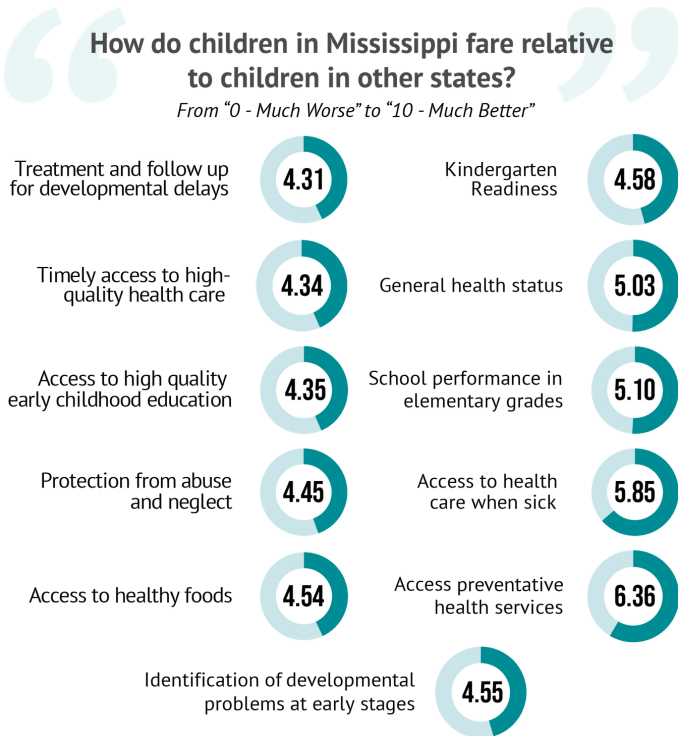 How do children in Mississippi fare relative
to children in other states?
From “0 - Much Worse” to “10 - Much Better”
Treatment and follow up
for developmental delays
4.31
Timely access to high-
quality health care
4.34
Access to high quality
early childhood education
4.35
Protection from abuse
and neglect
4.45
Access to healthy foods
4.54
Kindergarten
Readiness
4.58
General health status
5.03
School performance in
elementary grades
5.10
Access to health
care when sick
5.85
Access preventative
health services
6.36
Identification of developmental
problems at early stages
4.55